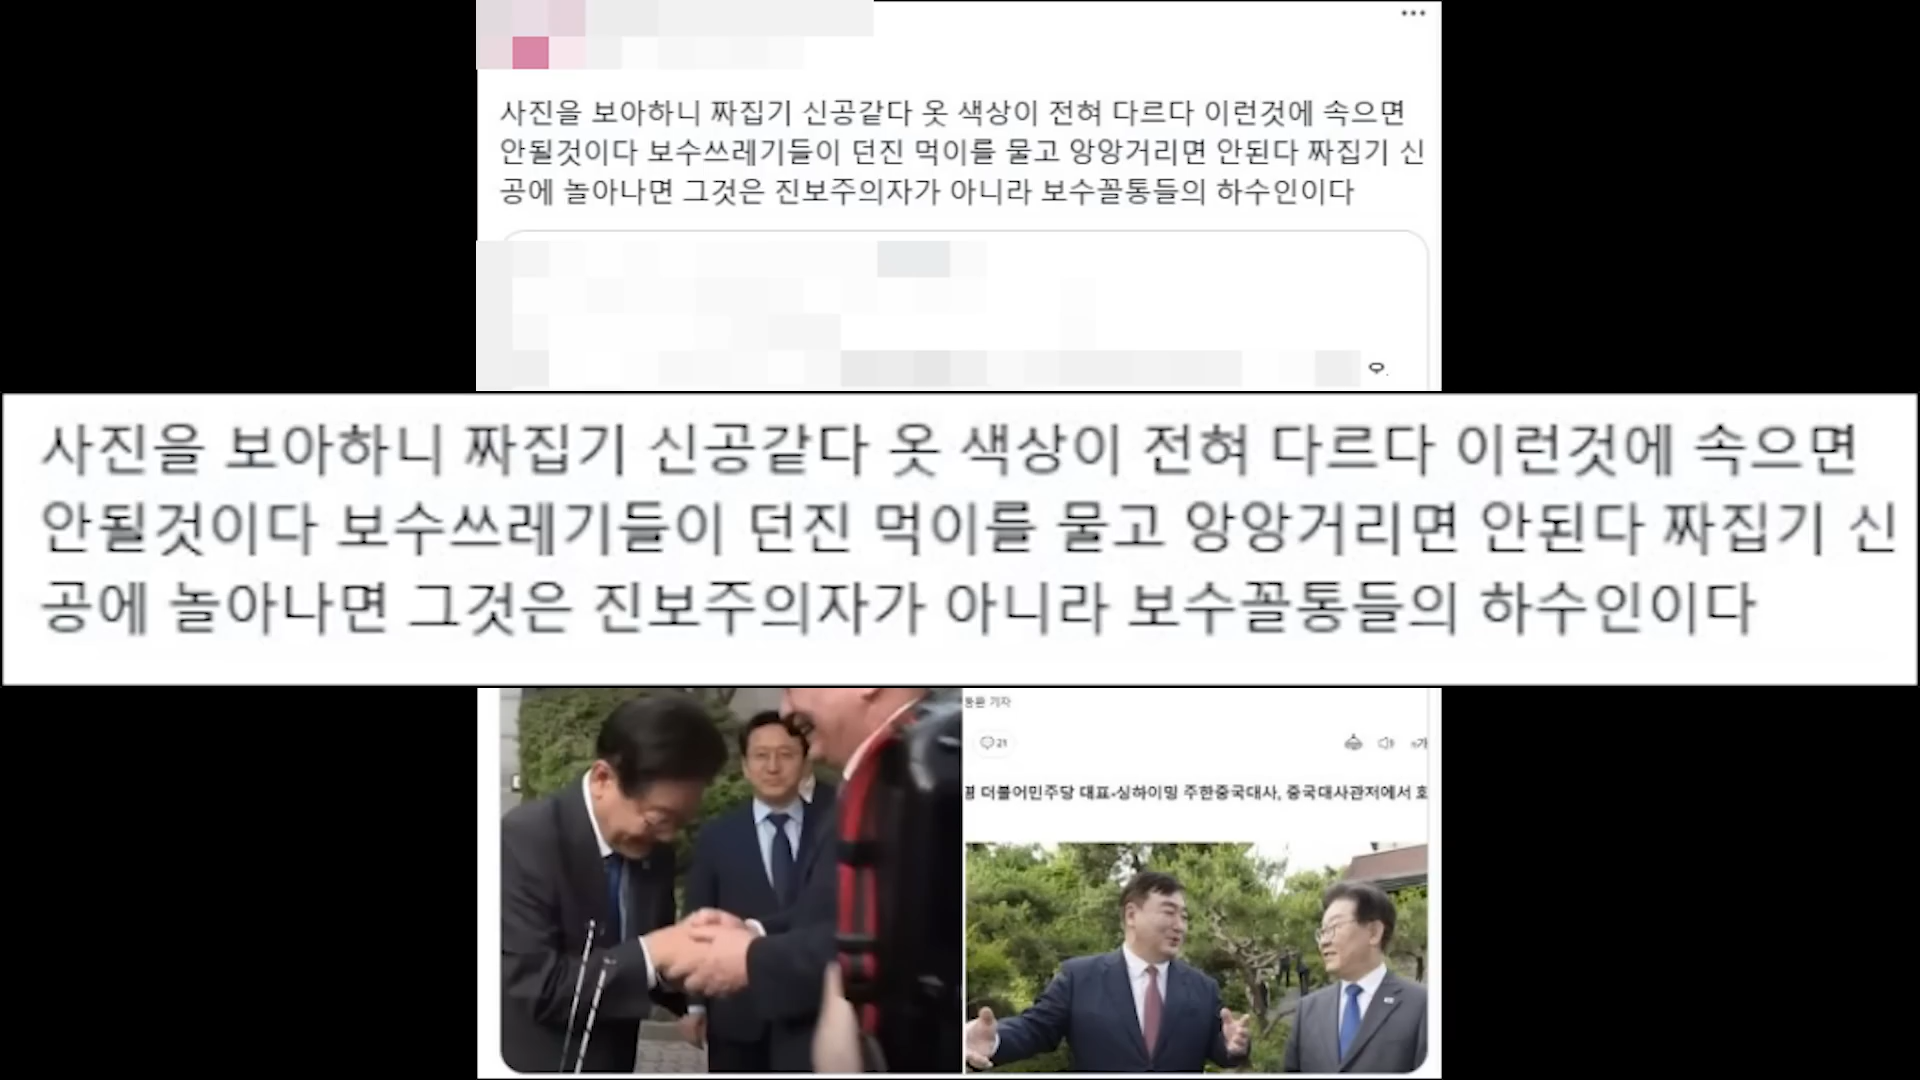 사진을 보아하니 짜집기 신공같다 옷 색상이 전혀 다르다 이런것에 속으면
안될것이다 보수쓰레기들이 던진 먹이를 물고 앙앙거리면 안된다 짜집기 신
공에 놀아나면 그것은 진보주의자가 아니라 보수꼴통들의 하수인이다
사진을 보아하니 짜집기 신공같다 옷 색상이 전혀 다르다 이런것에 속으면
안될것이다 보수쓰레기들이 던진 먹이를 물고 앙앙거리면 안된다 짜집기 신
공에 놀아나면 그것은 진보주의자가 아니라 보수꼴통들의 하수인이다
기자
21
더불어민주당 대표-싱하이밍 주한중국대사, 중국대사관저에서